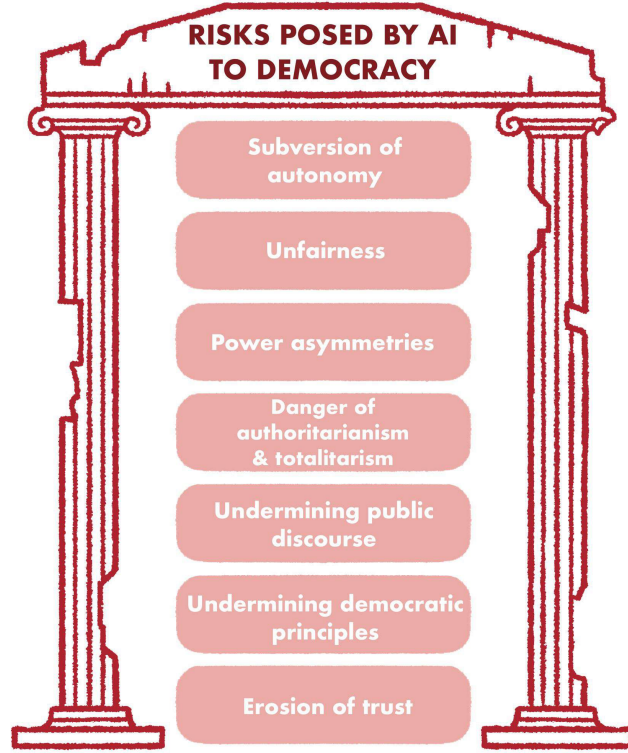 RISKS POSED BY AI
TO DEMOCRACY
Subversion of
autonomy
Unfairness
Power asymmetries
Danger of
authoritarianism
& totalitarism
Undermining public
discourse
Undermining democratic
principles
Erosion of trust